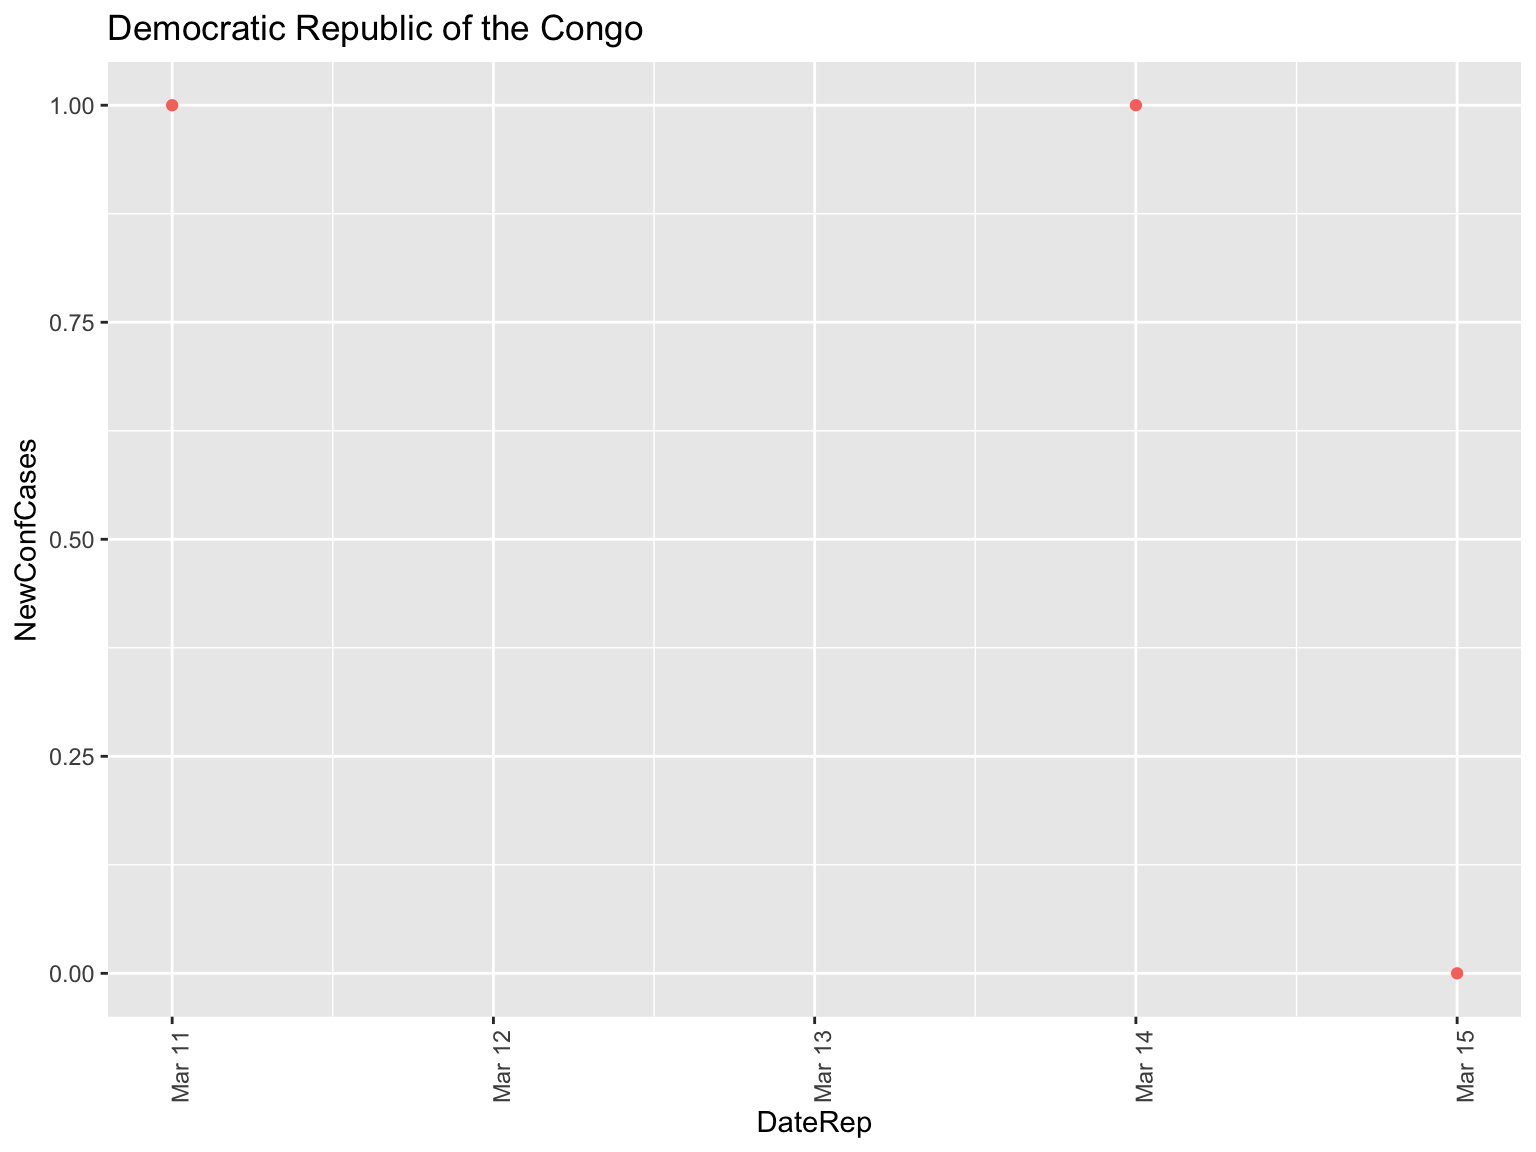 Democratic Republic of the Congo
1.00
0.75
0.50
0.25
0.00
NewConfCases
Mar 11
Mar 12
Mar 13
Mar 14
Mar 15
DateRep